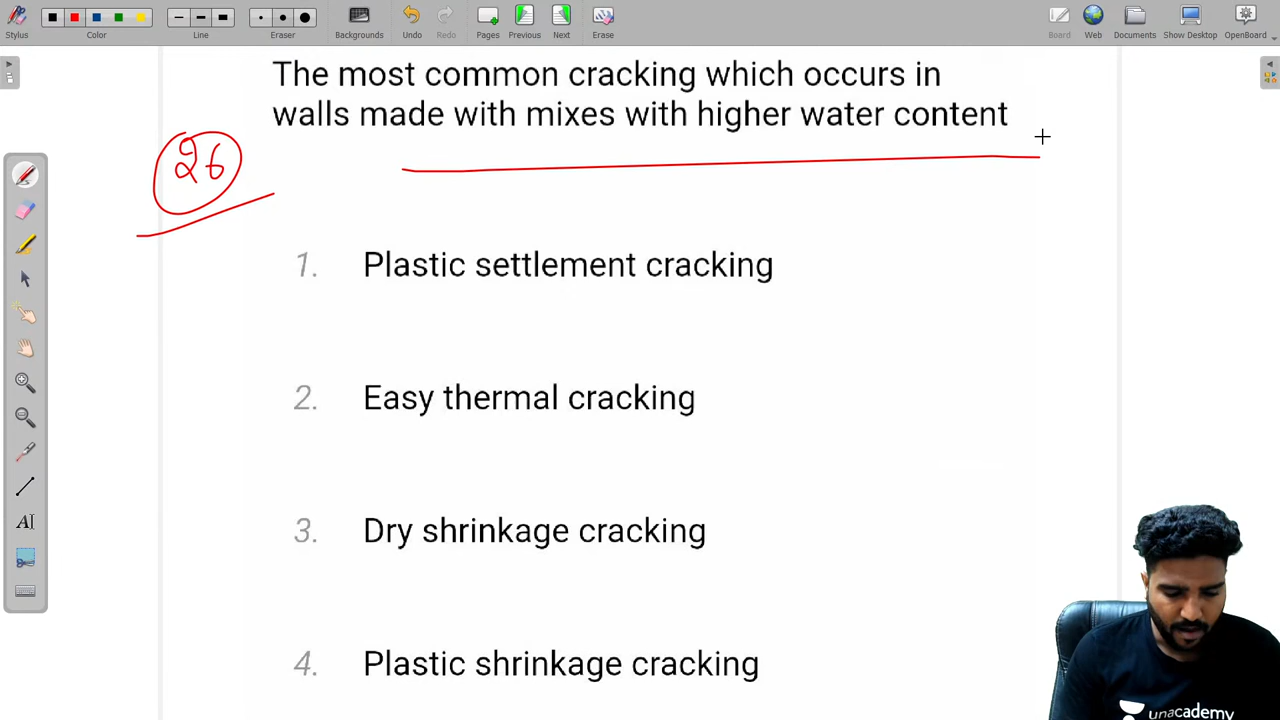 Stylus
Color
Line
Eraser
Backgrounds
Undo
Redo
Pages
Previous
Next
Erase
Board
Web
Documents
Show Desktop
OpenBoard
The most common cracking which occurs in
walls made with mixes with higher water content
26
1. Plastic settlement cracking
2. Easy thermal cracking
3. Dry shrinkage cracking
4. Plastic shrinkage cracking
AI
unacademy